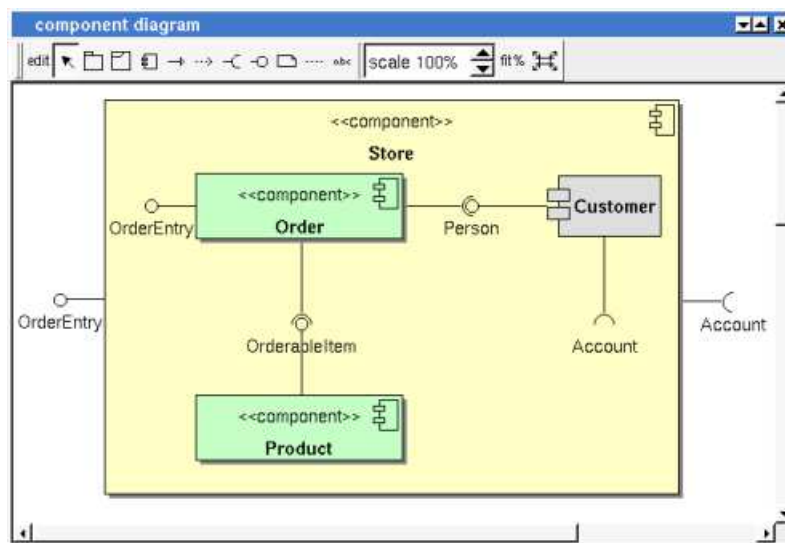 component diagram
edit
abc
scale 100%
fit%
<<component>>
Store
<<component>>
Order
OrderEntry
Person
Customer
OrderEntry
OrderableItem
Account
Account
<<component>>
Product